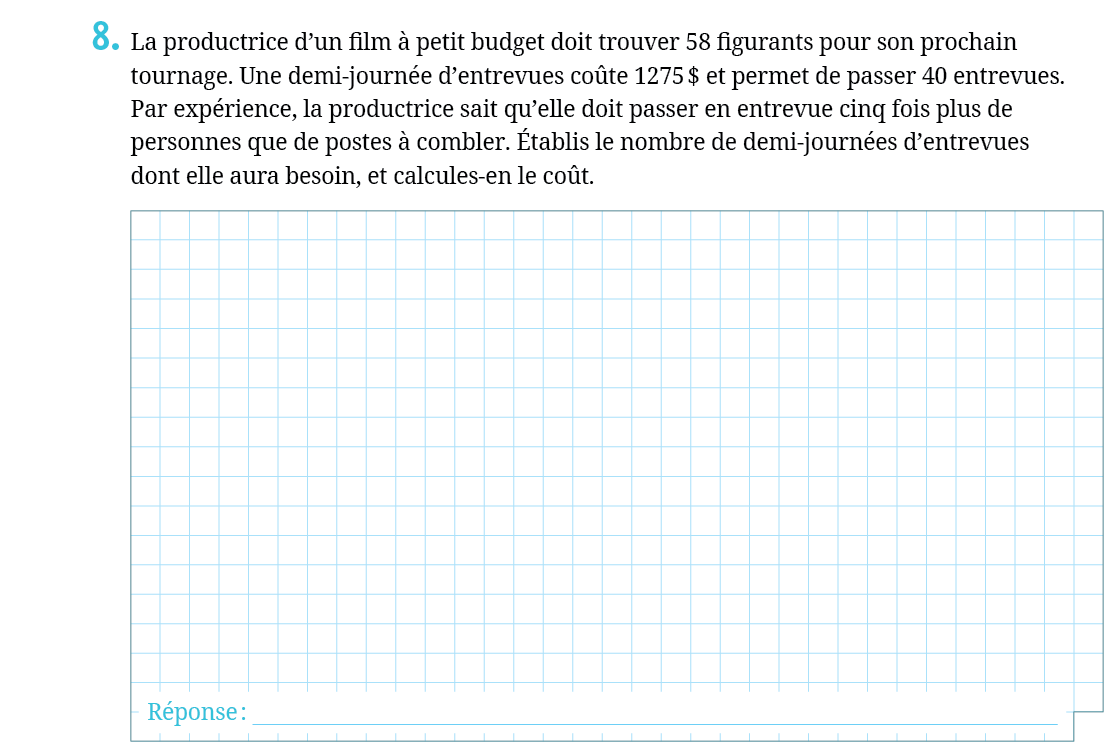 8. La productrice d’un film à petit budget doit trouver 58 figurants pour son prochain
tournage. Une demi-journée d’entrevues coûte 1275 $ et permet de passer 40 entrevues.
Par expérience, la productrice sait qu’elle doit passer en entrevue cinq fois plus de
personnes que de postes à combler. Établis le nombre de demi-journées d’entrevues
dont elle aura besoin, et calcules-en le coût.
Réponse :